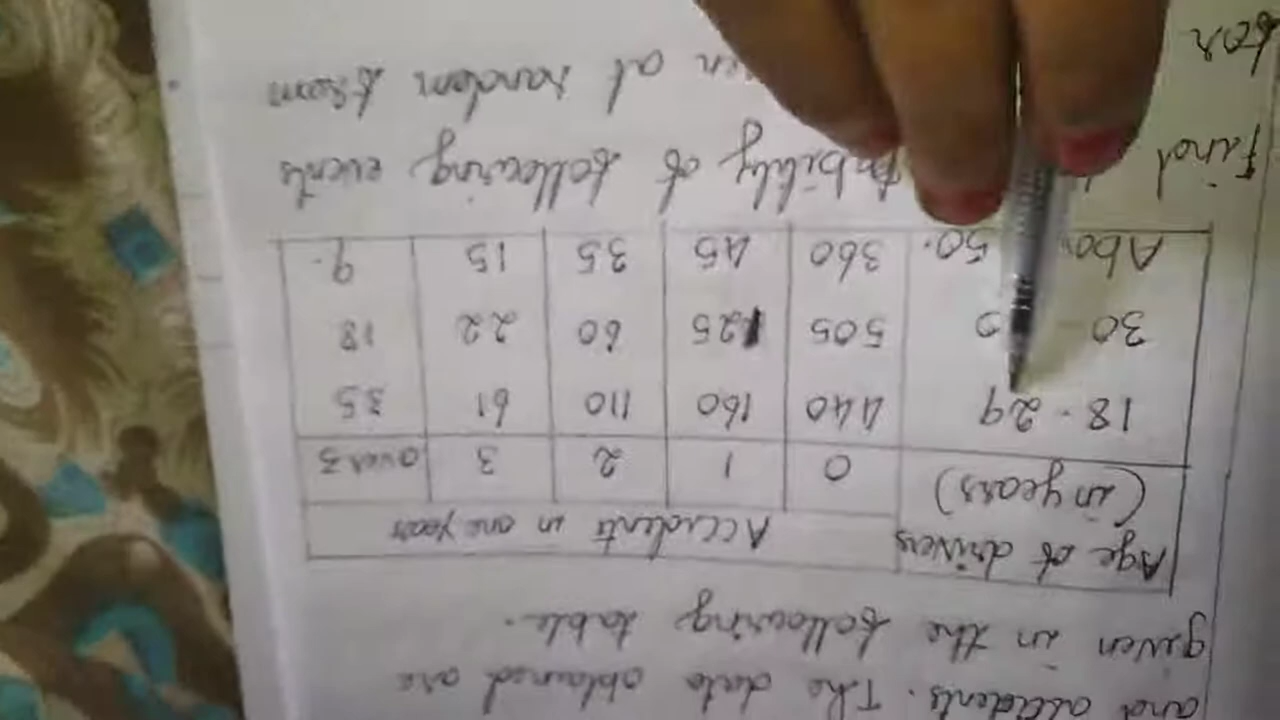 and accidents. The data obtained are
given in the following table.
Age of drivers (in years) Accidents in one year
0 1 2 3 over 3
18 - 29 440 160 110 61 35
30 505 125 60 22 18
50. 360 45 35 15 9.
Find of following events
at random from
for